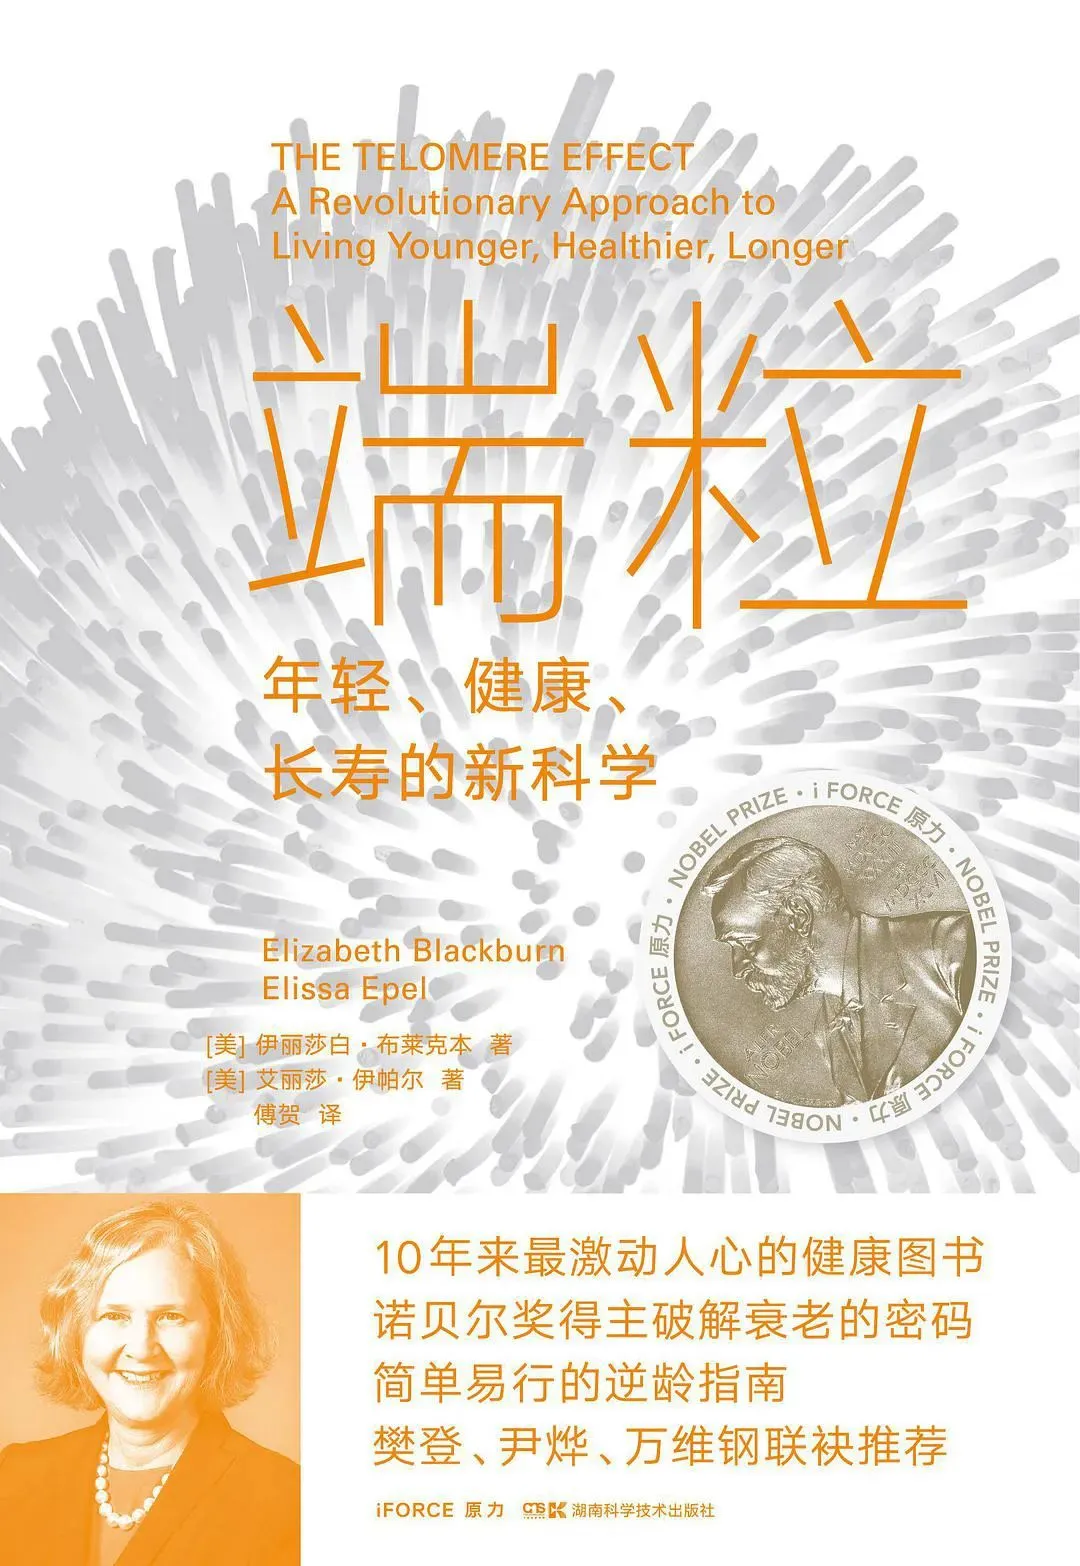 THE TELOMERE EFFECT
A Revolutionary Approach to
Living Younger, Healthier, Longer
端粒
年轻、健康、
长寿的新科学
NOBEL PRIZE · i FORCE 原力 · NOBEL PRIZE · i FORCE 原力 · NOBEL PRIZE · i FORCE 原力 ·
Elizabeth Blackburn
Elissa Epel
[美] 伊丽莎白·布莱克本 著
[美] 艾丽莎·伊帕尔 著
傅贺 译
10年来最激动人心的健康图书
诺贝尔奖得主破解衰老的密码
简单易行的逆龄指南
樊登、尹烨、万维钢联袂推荐
iFORCE 原力
湖南科学技术出版社